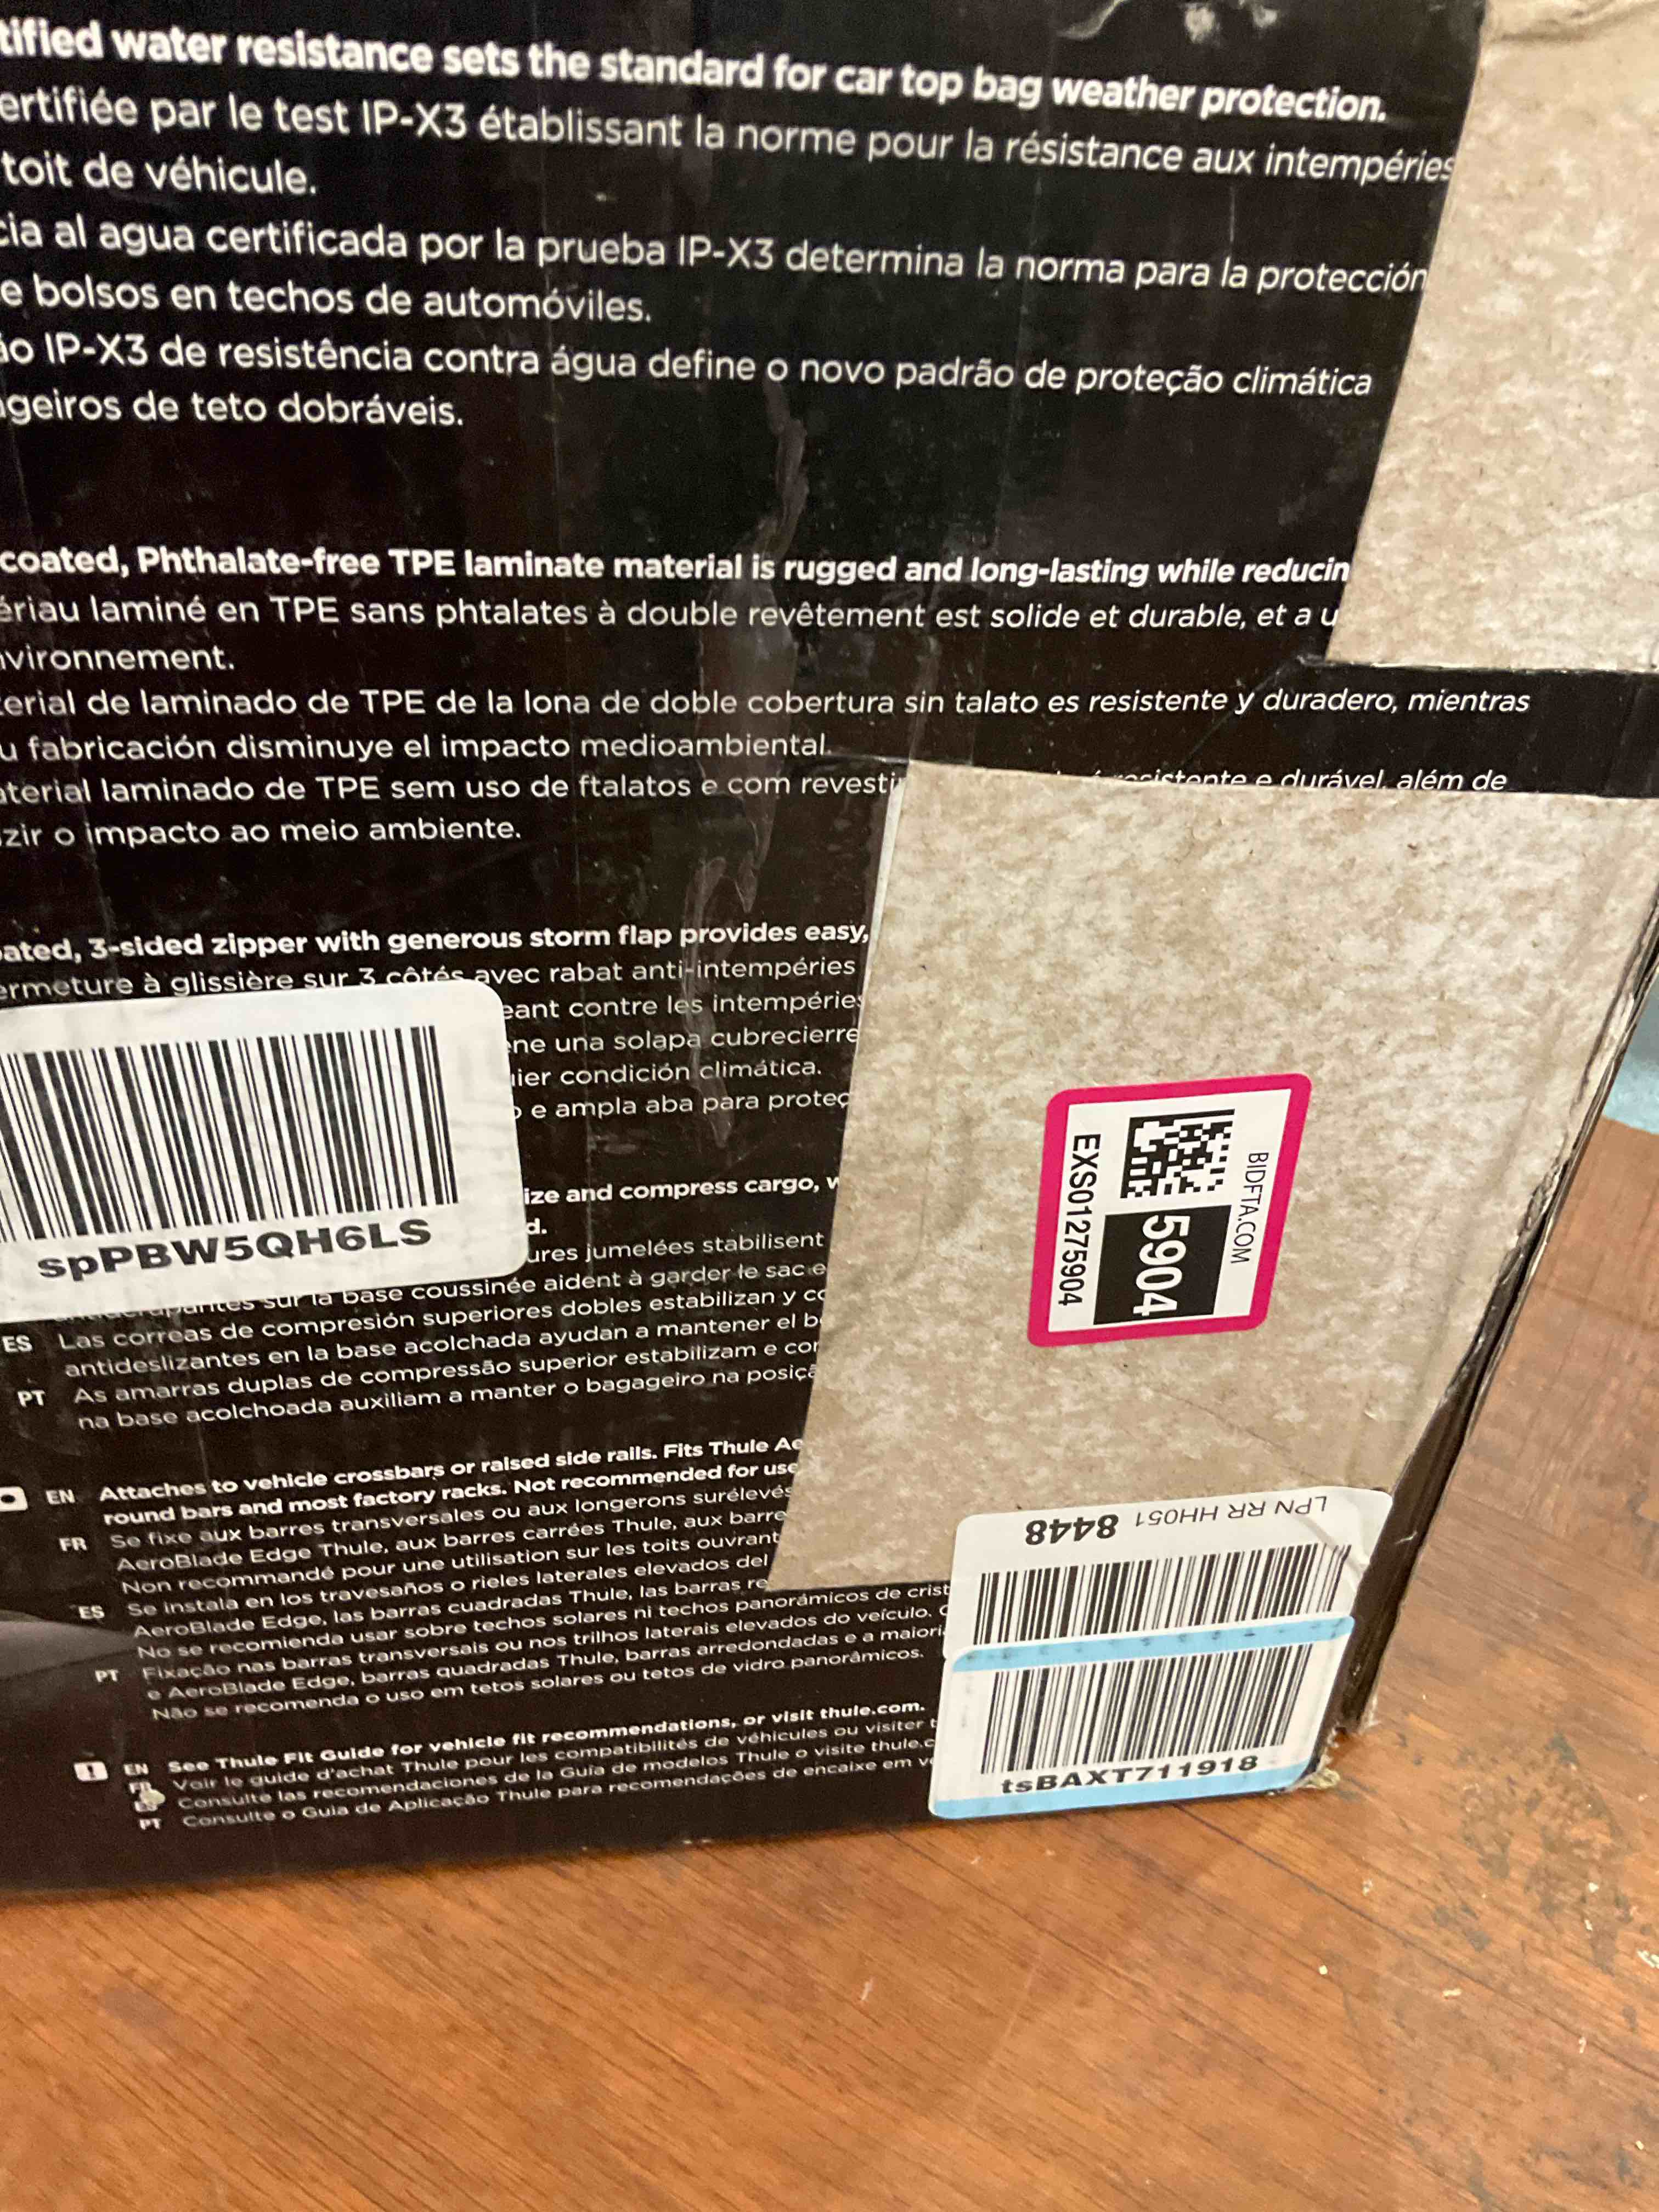 tified water resistance sets the standard for car top bag weather protection.
ertifiée par le test IP-X3 établissant la norme pour la résistance aux intempéries
toit de véhicule.
cia al agua certificada por la prueba IP-X3 determina la norma para la protección
e bolsos en techos de automóviles.
ão IP-X3 de resistência contra água define o novo padrão de proteção climática
ageiros de teto dobráveis.
coated, Phthalate-free TPE laminate material is rugged and long-lasting while reducin
ériau laminé en TPE sans phtalates à double revêtement est solide et durable, et a u
nvironnement.
terial de laminado de TPE de la lona de doble cobertura sin talato es resistente y duradero, mientras
u fabricación disminuye el impacto medioambiental.
aterial laminado de TPE sem uso de ftalatos e com revesti resistente e durável, além de
zir o impacto ao meio ambiente.
ated, 3-sided zipper with generous storm flap provides easy,
ermeture à glissière sur 3 côtés avec rabat anti-intempéries
eant contre les intempéries
ne una solapa cubrecierre
uier condición climática.
o e ampla aba para proteç
spPBW5QH6LS
ize and compress cargo, w
d.
ures jumelées stabilisent
antes sur la base coussinée aident à garder le sac e
ES Las correas de compresión superiores dobles estabilizan y co
antideslizantes en la base acolchada ayudan a mantener el b
PT As amarras duplas de compressão superior estabilizam e cor
na base acolchoada auxiliam a manter o bagageiro na posiçã
EN Attaches to vehicle crossbars or raised side rails. Fits Thule Ae
round bars and most factory racks. Not recommended for use
FR Se fixe aux barres transversales ou aux longerons surélevés
AeroBlade Edge Thule, aux barres carrées Thule, aux barre
Non recommandé pour une utilisation sur les toits ouvrant
ES Se instala en los travesaños o rieles laterales elevados del
AeroBlade Edge, las barras cuadradas Thule, las barras re
No se recomienda usar sobre techos solares ni techos panorámicos de crist
PT Fixação nas barras transversais ou nos trilhos laterais elevados do veículo. C
e AeroBlade Edge, barras quadradas Thule, barras arredondadas e a maiori
Não se recomenda o uso em tetos solares ou tetos de vidro panorâmicos.
EN See Thule Fit Guide for vehicle fit recommendations, or visit thule.com.
FR Voir le guide d'achat Thule pour les compatibilités de véhicules ou visiter t
ES Consulte las recomendaciones de la Guía de modelos Thule o visite thule.c
PT Consulte o Guia de Aplicação Thule para recomendações de encaixe em ve
BIDFTA.COM
5904
EXS01275904
LPN RR HH051 8448
tsBAXT711918